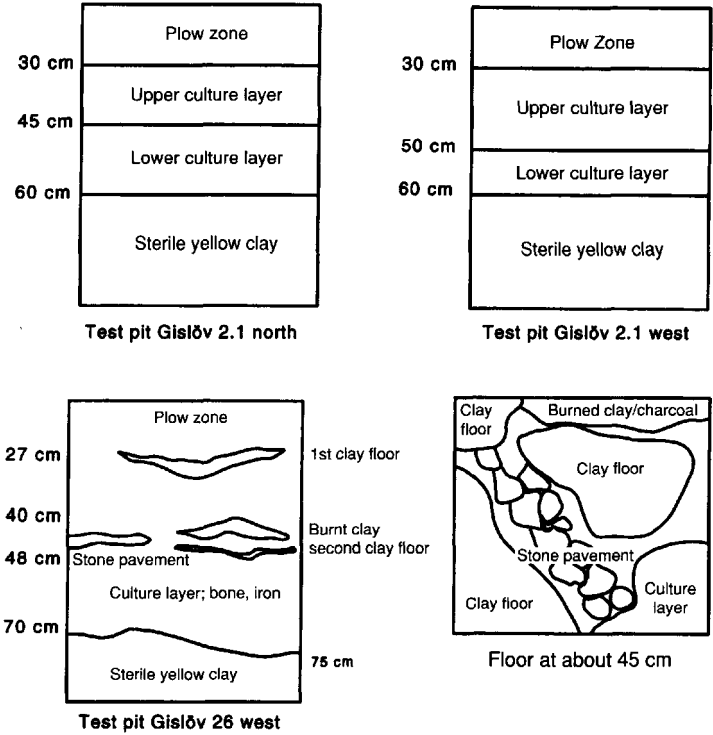 Plow zone
30 cm
Upper culture layer
45 cm
Lower culture layer
60 cm
Sterile yellow clay
Test pit Gislöv 2.1 north
Plow Zone
30 cm
Upper culture layer
50 cm
Lower culture layer
60 cm
Sterile yellow clay
Test pit Gislöv 2.1 west
Plow zone
27 cm
1st clay floor
40 cm
Burnt clay
second clay floor
48 cm
Stone pavement
Culture layer; bone, iron
70 cm
75 cm
Sterile yellow clay
Test pit Gislöv 26 west
Clay
floor
Burned clay/charcoal
Clay floor
Stone pavement
Clay floor
Culture
layer
Floor at about 45 cm